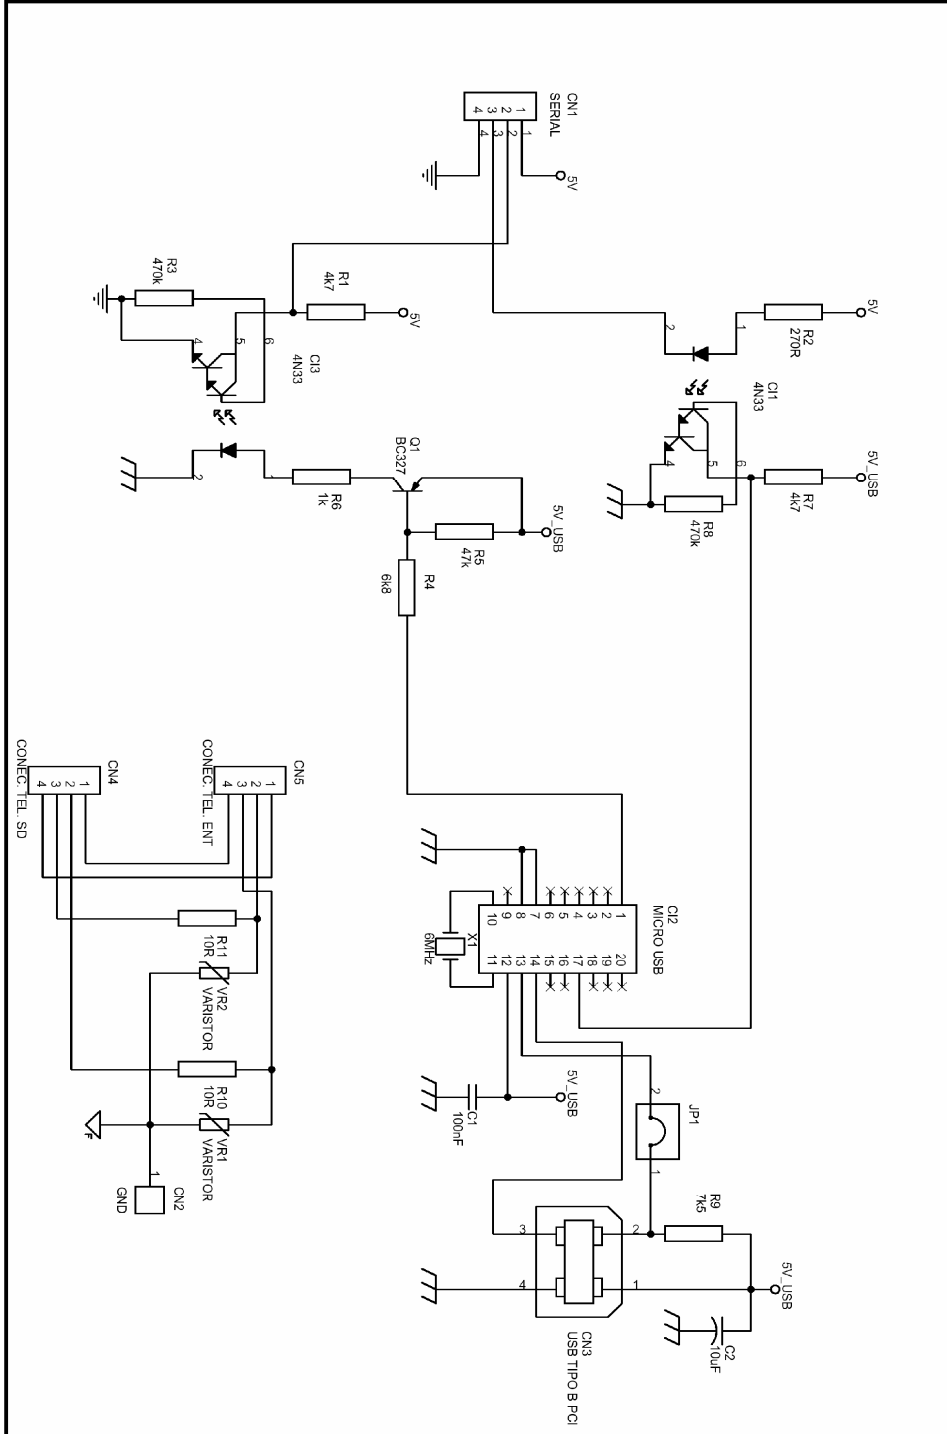 CN1
SERIAL
4 3 2 1
4 3 2 1
5V
R3
470k
R1
4k7
5V
4 5 6
CI3
4N33
2 1
R2
270R
5V
CI1
4N33
4 5 6
R7
4k7
5V_USB
R8
470k
2
R6
1k
Q1
BC327
R5
47k
5V_USB
R4
6k8
CN4
CONEC. TEL. SD
4 3 2 1
CN5
CONEC. TEL. ENT
4 3 2 1
CI2
MICRO USB
10 9 8 7 6 5 4 3 2 1
11 12 13 14 15 16 17 18 19 20
X1
6MHz
R11
10R
VR2
VARISTOR
R10
10R
VR1
VARISTOR
1
CN2
GND
C1
100nF
5V_USB
JP1
2
1
R9
7k5
3 2
4 1
5V_USB
CN3
USB TIPO B PCI
C2
10uF